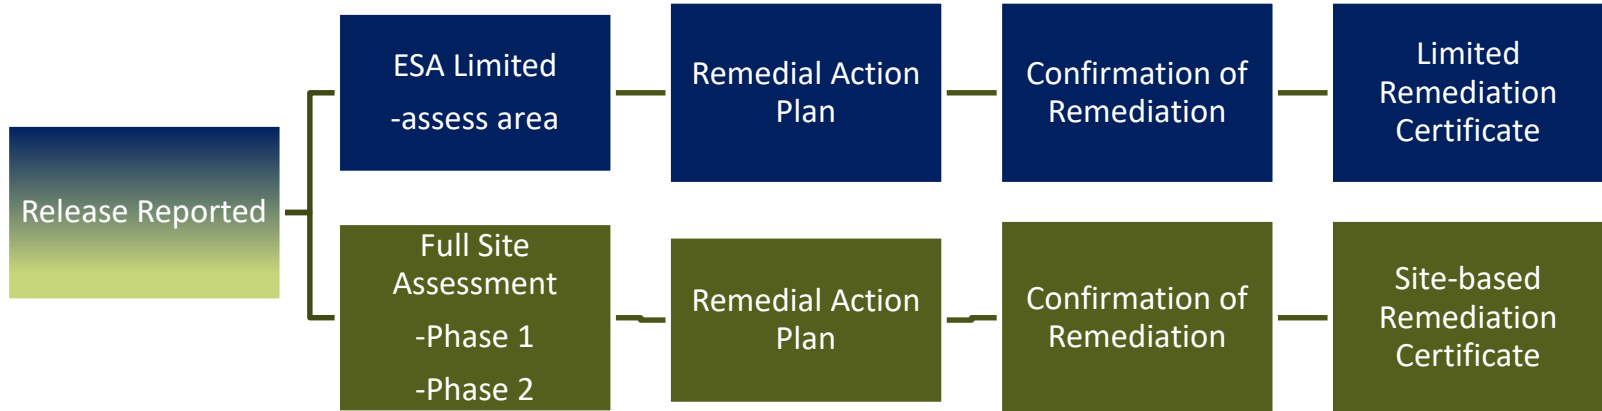 Release Reported
ESA Limited
-assess area
Remedial Action
Plan
Confirmation of
Remediation
Limited
Remediation
Certificate
Full Site
Assessment
-Phase 1
-Phase 2
Remedial Action
Plan
Confirmation of
Remediation
Site-based
Remediation
Certificate